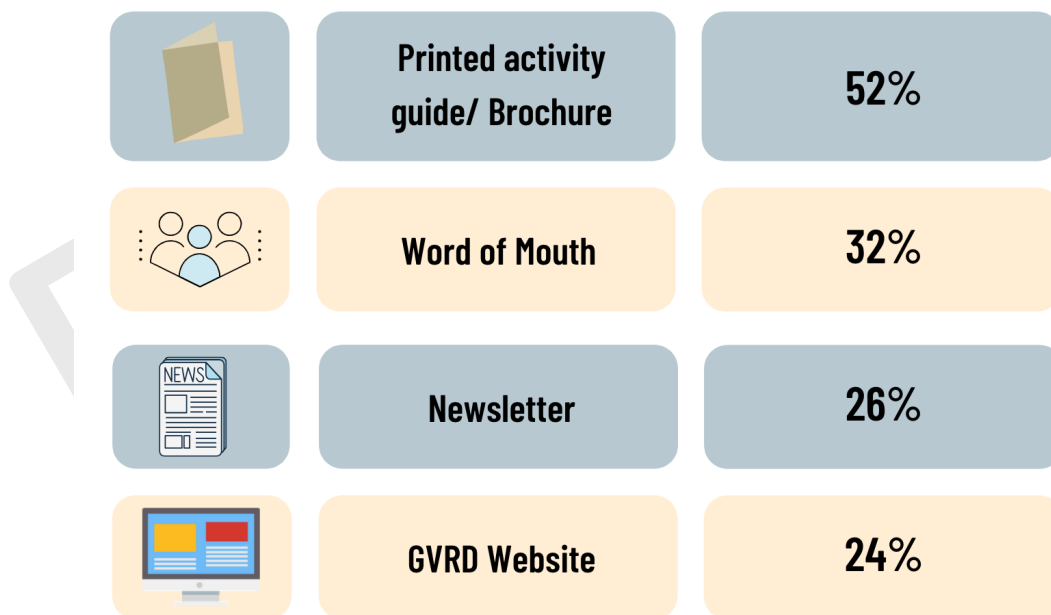 Printed activity
guide/ Brochure
52%
Word of Mouth
32%
NEWS
Newsletter
26%
GVRD Website
24%